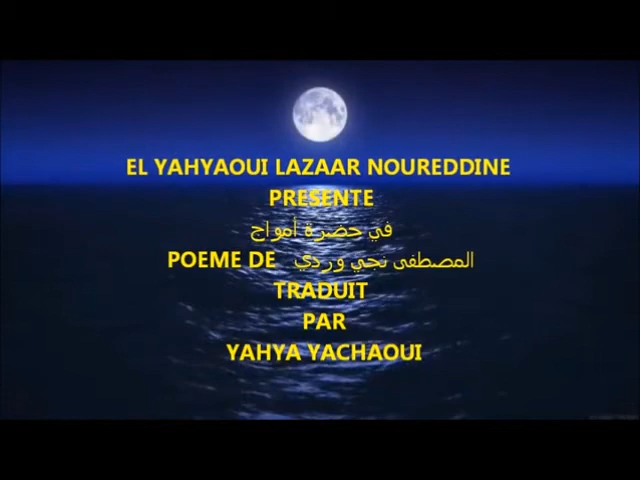 EL YAHYAOUI LAZAAR NOUREDDINE
PRESENTE
في حضرة أمواج
POEME DE المصطفى نجي وردي
TRADUIT
PAR
YAHYA YACHAOUI